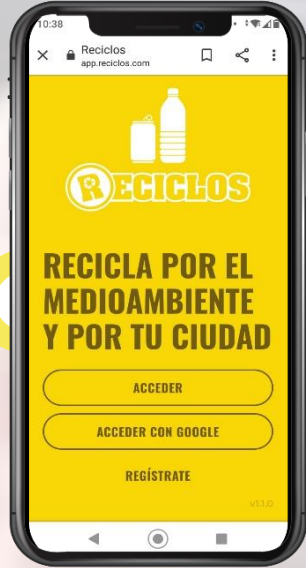 10:38
Reciclos
app.reciclos.com
RECICLOS
RECICLA POR EL
MEDIOAMBIENTE
Y POR TU CIUDAD
ACCEDER
ACCEDER CON GOOGLE
REGÍSTRATE
v1.1.0